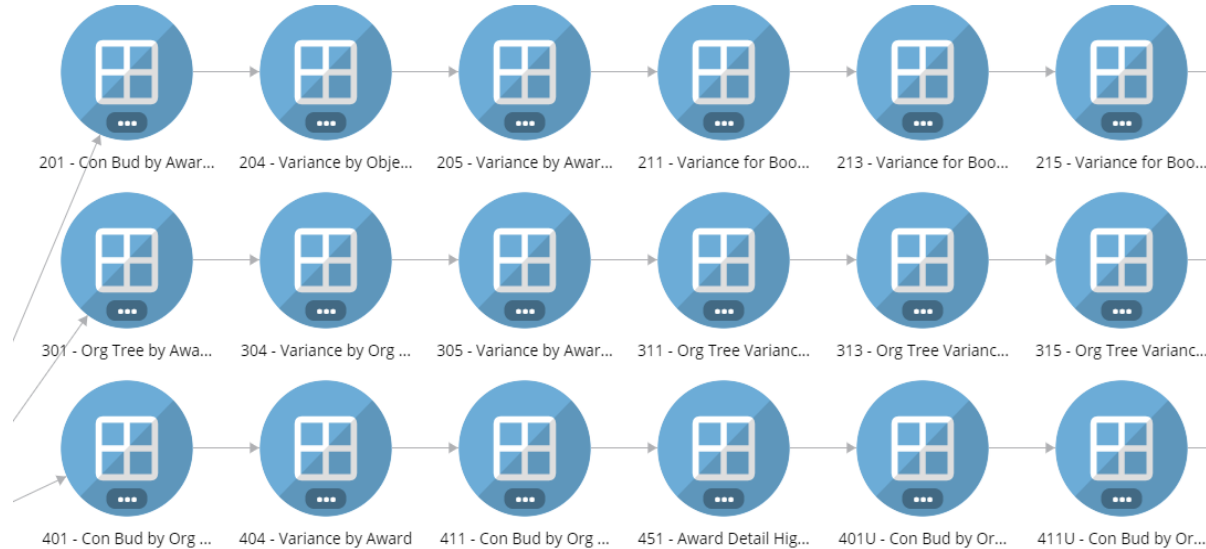 201 - Con Bud by Awar...
204 - Variance by Obje...
205 - Variance by Awar...
211 - Variance for Boo...
213 - Variance for Boo...
215 - Variance for Boo...
301 - Org Tree by Awa...
304 - Variance by Org ...
305 - Variance by Awar...
311 - Org Tree Varianc...
313 - Org Tree Varianc...
315 - Org Tree Varianc...
401 - Con Bud by Org ...
404 - Variance by Award
411 - Con Bud by Org ...
451 - Award Detail Hig...
401U - Con Bud by Or...
411U - Con Bud by Or...